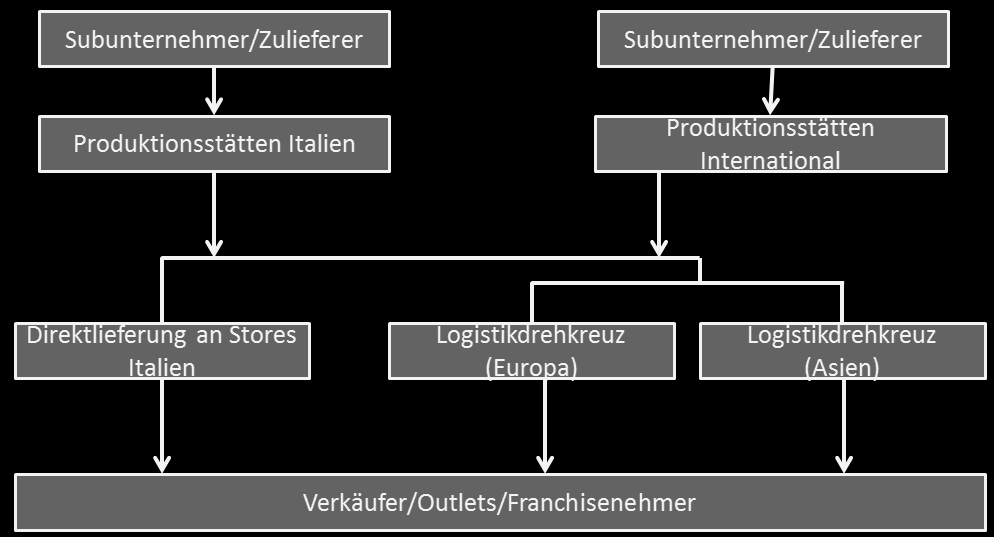 Subunternehmer/Zulieferer
Subunternehmer/Zulieferer
Produktionsstätten Italien
Produktionsstätten
International
Direktlieferung an Stores
Italien
Logistikdrehkreuz
(Europa)
Logistikdrehkreuz
(Asien)
Verkäufer/Outlets/Franchisenehmer